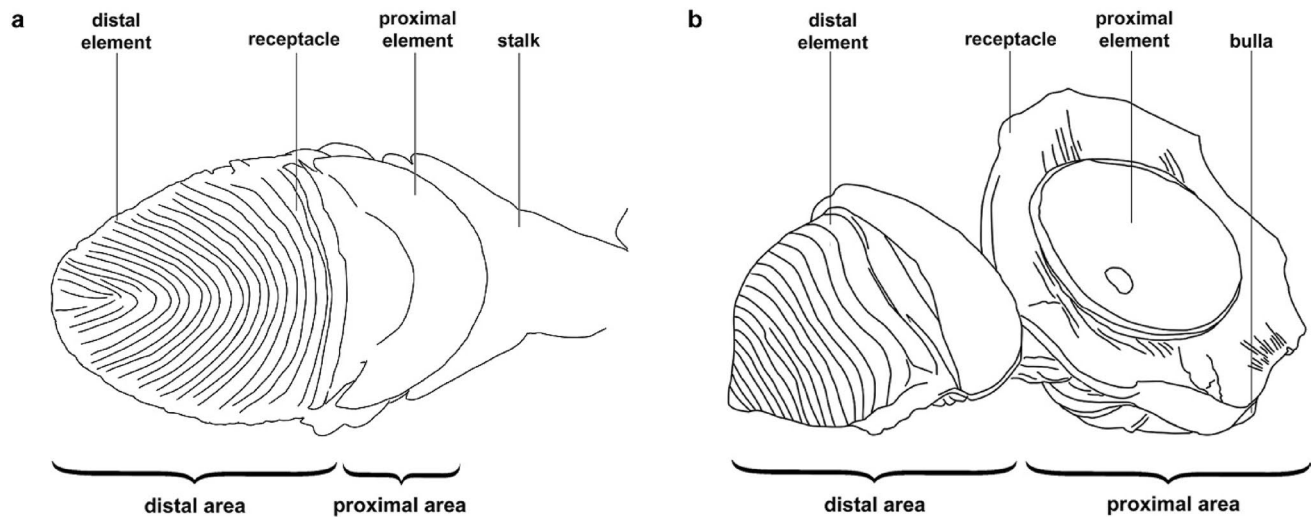 a
distal
element
receptacle
proximal
element
stalk
distal area
proximal area
b
distal
element
receptacle
proximal
element
bulla
distal area
proximal area